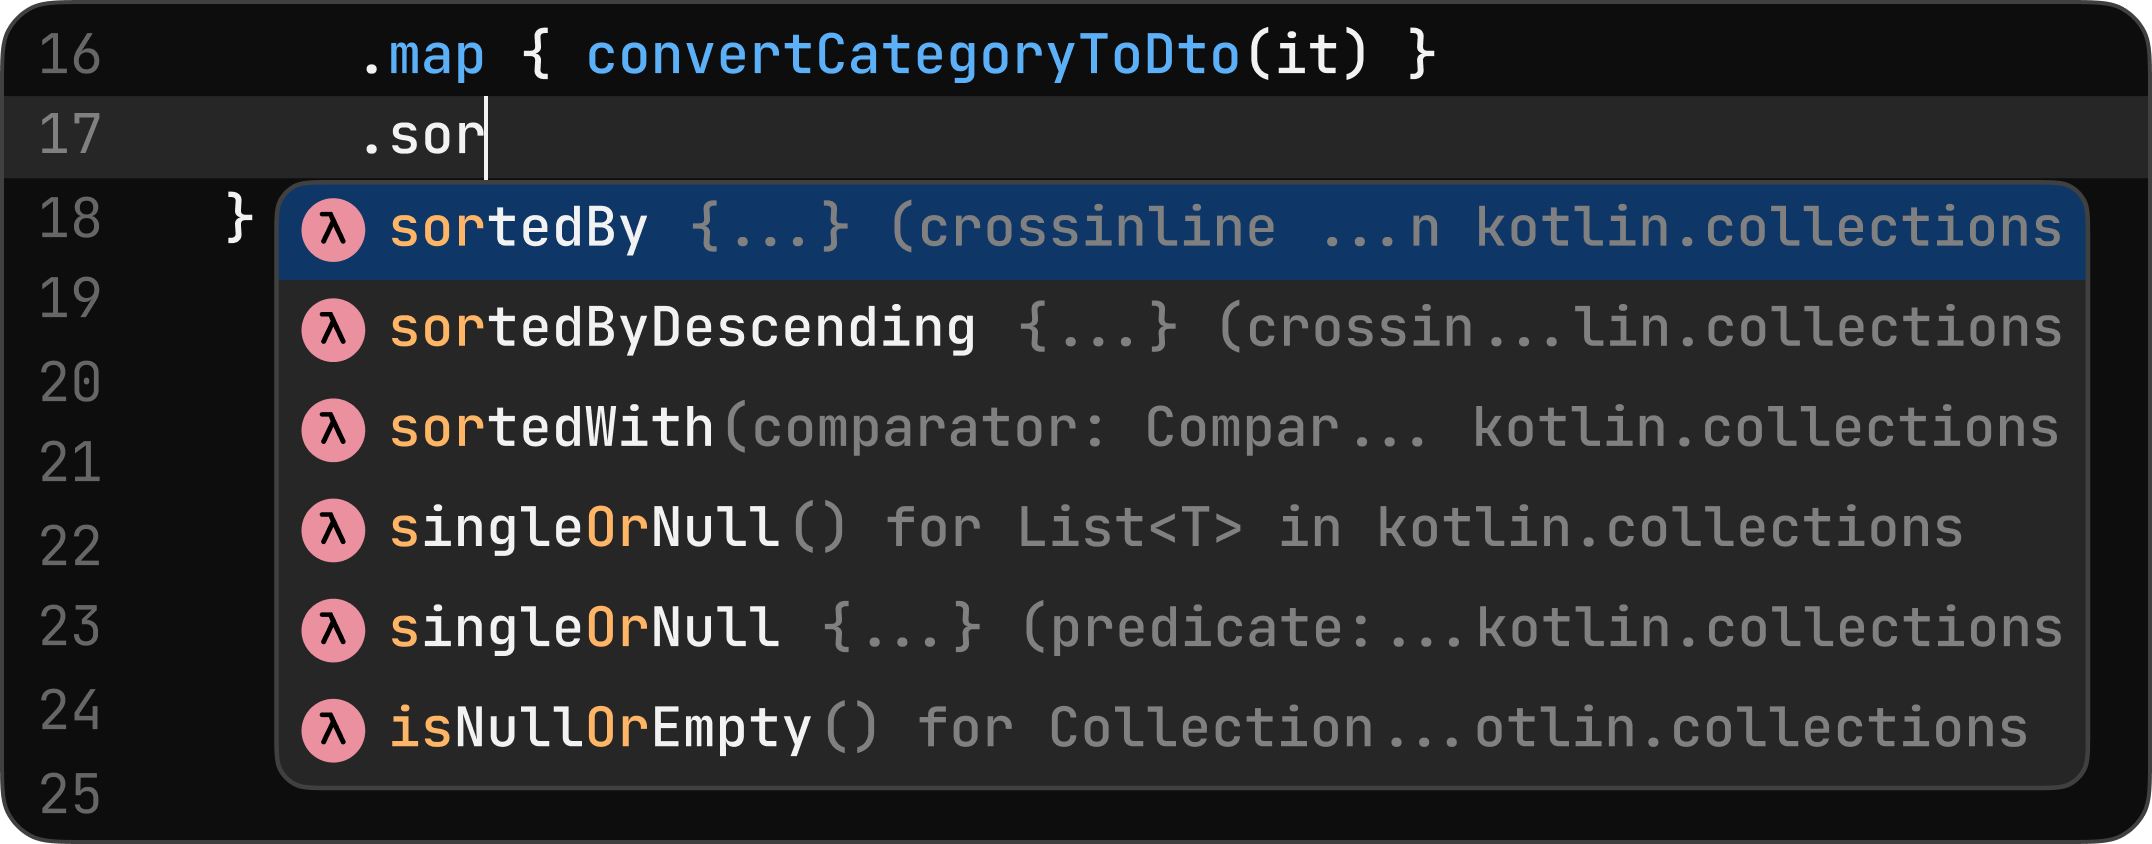 16 .map { convertCategoryToDto(it) }
17 .sor
18 }
λ sortedBy {...} (crossinline ...n kotlin.collections
19
λ sortedByDescending {...} (crossin...lin.collections
20
λ sortedWith(comparator: Compar... kotlin.collections
21
22
λ singleOrNull() for List<T> in kotlin.collections
23
λ singleOrNull {...} (predicate:...kotlin.collections
24
λ isNullOrEmpty() for Collection...otlin.collections
25